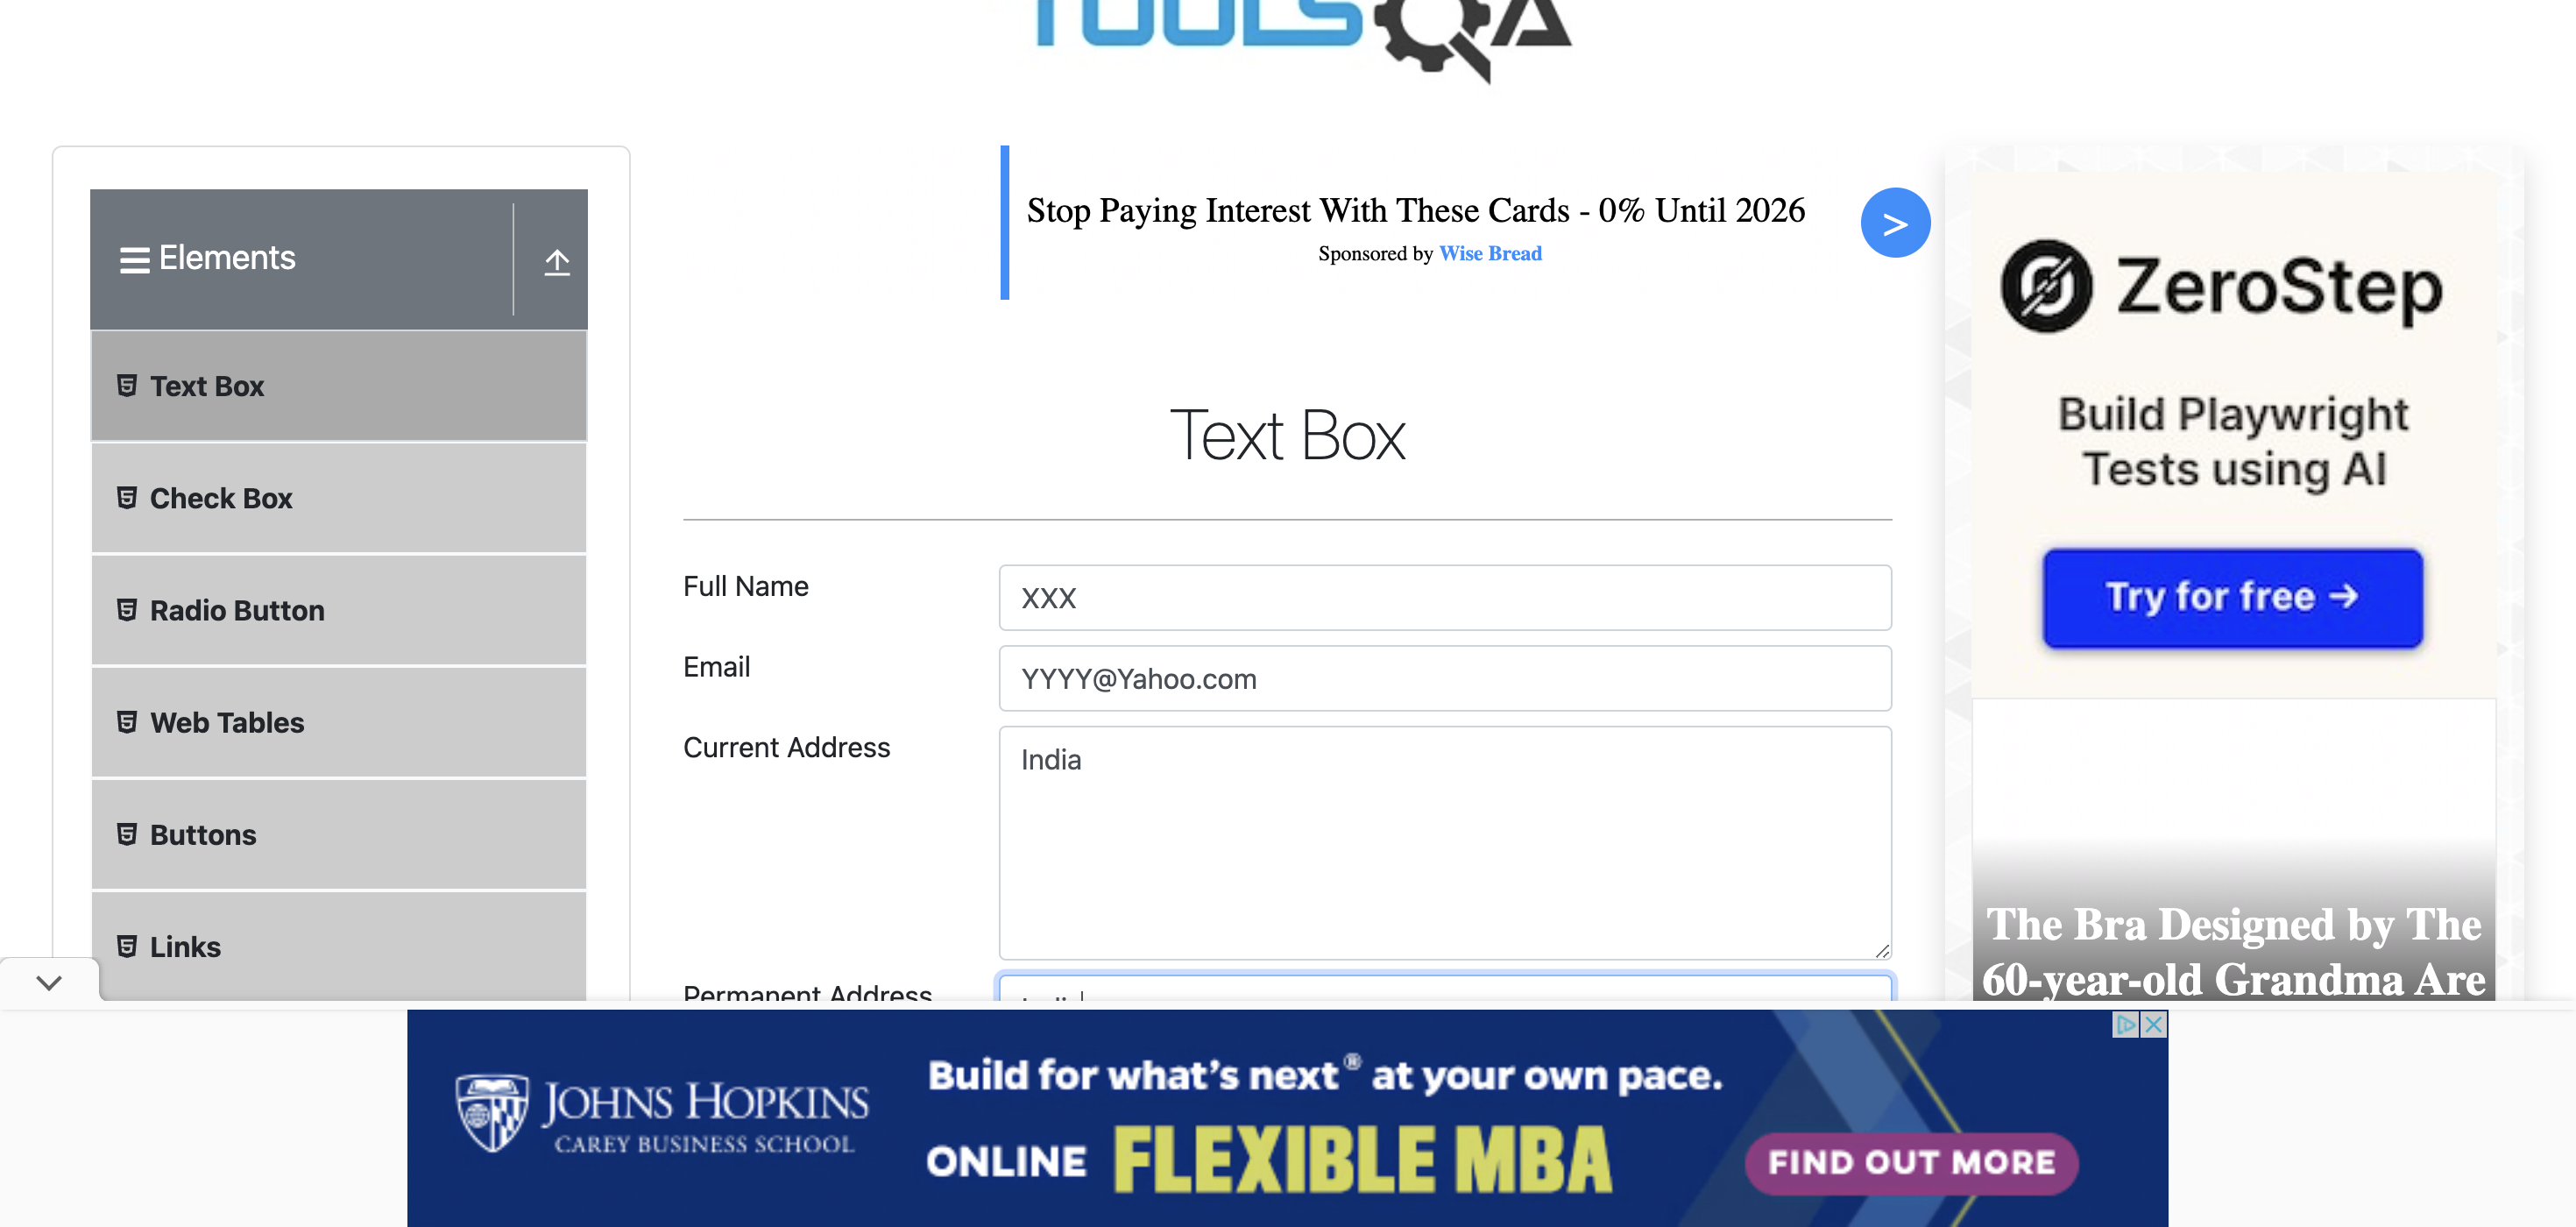 TOOLSQA
Elements
Text Box
Check Box
Radio Button
Web Tables
Buttons
Links
Stop Paying Interest With These Cards - 0% Until 2026
Sponsored by Wise Bread
>
Text Box
Full Name
XXX
Email
YYYY@Yahoo.com
Current Address
India
Permanent Address
ZeroStep
Build Playwright
Tests using AI
Try for free →
The Bra Designed by The
60-year-old Grandma Are
JOHNS HOPKINS
CAREY BUSINESS SCHOOL
Build for what's next® at your own pace.
ONLINE FLEXIBLE MBA
FIND OUT MORE